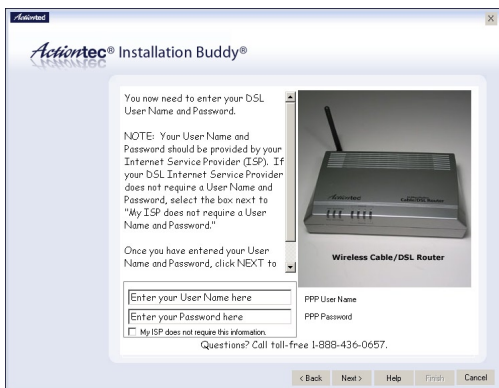 Actiontec
Actiontec® Installation Buddy®
You now need to enter your DSL
User Name and Password.
NOTE: Your User Name and
Password should be provided by your
Internet Service Provider (ISP). If
your DSL Internet Service Provider
does not require a User Name and
Password, select the box next to
"My ISP does not require a User
Name and Password."
Once you have entered your User
Name and Password, click NEXT to
Actiontec
Cable/DSL Router
Wireless Cable/DSL Router
Enter your User Name here
PPP User Name
Enter your Password here
PPP Password
My ISP does not require this information.
Questions? Call toll-free 1-888-436-0657.
< Back
Next >
Help
Finish
Cancel